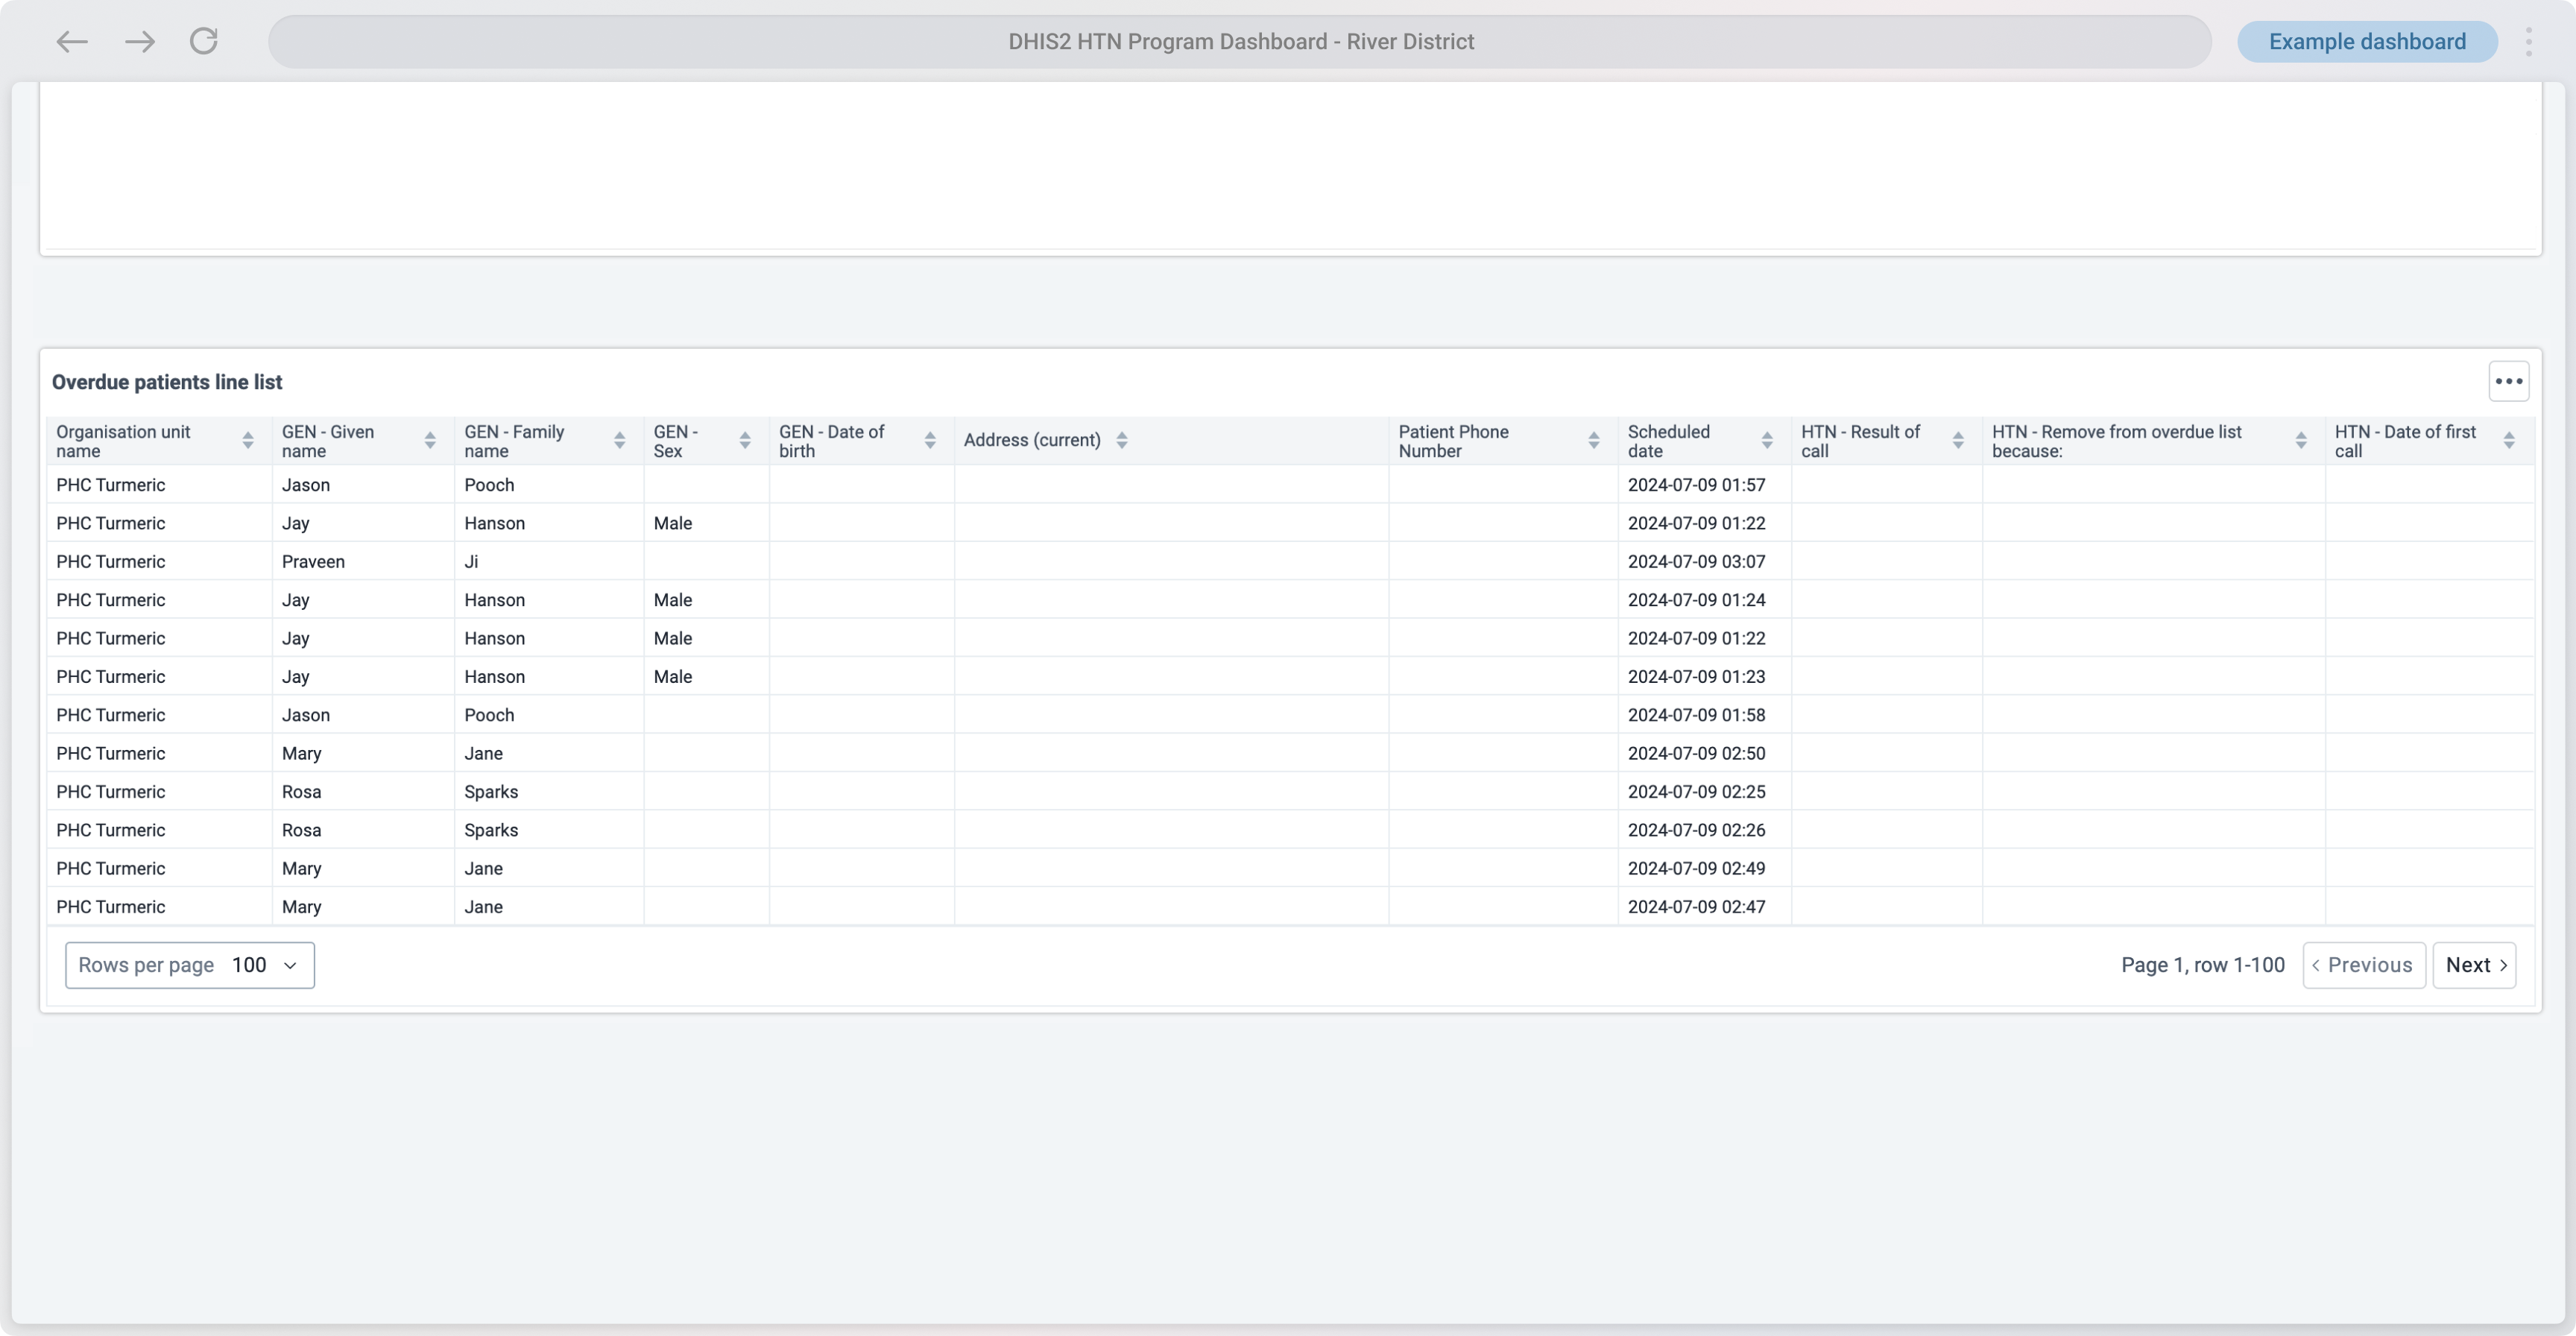 DHIS2 HTN Program Dashboard - River District
Example dashboard
Overdue patients line list
Organisation unit name GEN - Given name GEN - Family name GEN - Sex GEN - Date of birth Address (current) Patient Phone Number Scheduled date HTN - Result of call HTN - Remove from overdue list because: HTN - Date of first call
PHC Turmeric Jason Pooch 2024-07-09 01:57
PHC Turmeric Jay Hanson Male 2024-07-09 01:22
PHC Turmeric Praveen Ji 2024-07-09 03:07
PHC Turmeric Jay Hanson Male 2024-07-09 01:24
PHC Turmeric Jay Hanson Male 2024-07-09 01:22
PHC Turmeric Jay Hanson Male 2024-07-09 01:23
PHC Turmeric Jason Pooch 2024-07-09 01:58
PHC Turmeric Mary Jane 2024-07-09 02:50
PHC Turmeric Rosa Sparks 2024-07-09 02:25
PHC Turmeric Rosa Sparks 2024-07-09 02:26
PHC Turmeric Mary Jane 2024-07-09 02:49
PHC Turmeric Mary Jane 2024-07-09 02:47
Rows per page 100
Page 1, row 1-100 Previous Next